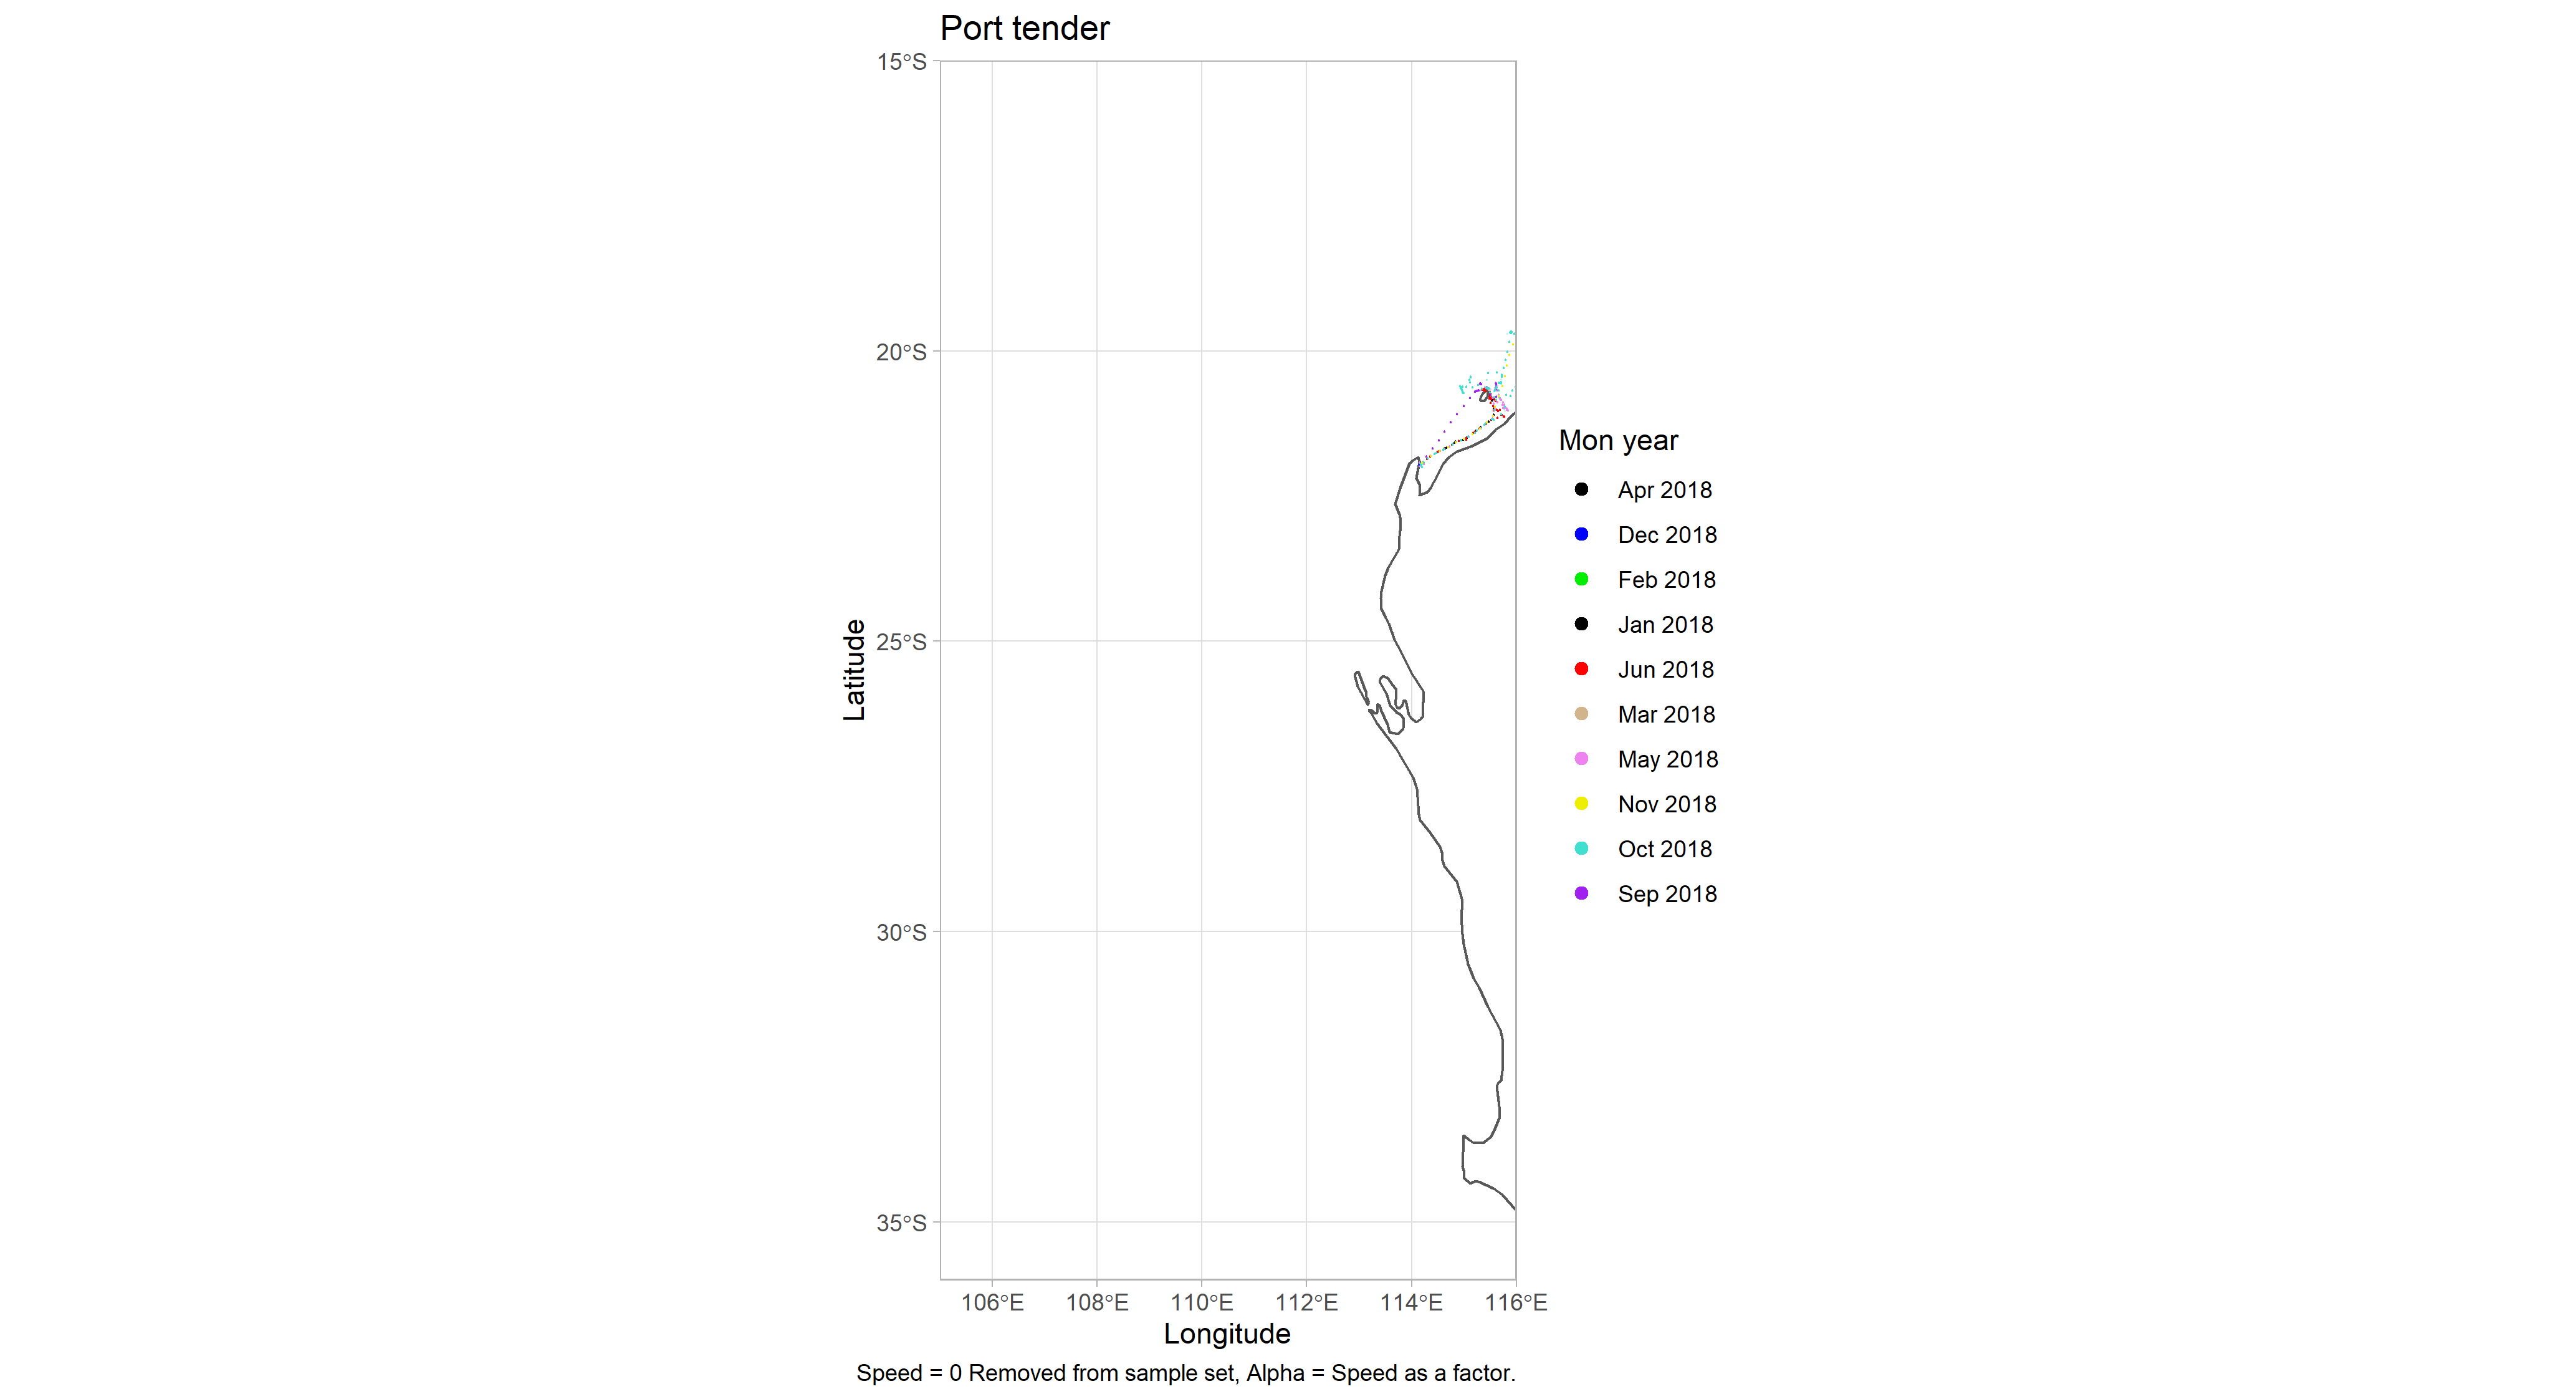 Port tender
15°S
20°S
25°S
30°S
35°S
Latitude
106°E 108°E 110°E 112°E 114°E 116°E
Longitude
Speed = 0 Removed from sample set, Alpha = Speed as a factor.
Mon year
Apr 2018
Dec 2018
Feb 2018
Jan 2018
Jun 2018
Mar 2018
May 2018
Nov 2018
Oct 2018
Sep 2018